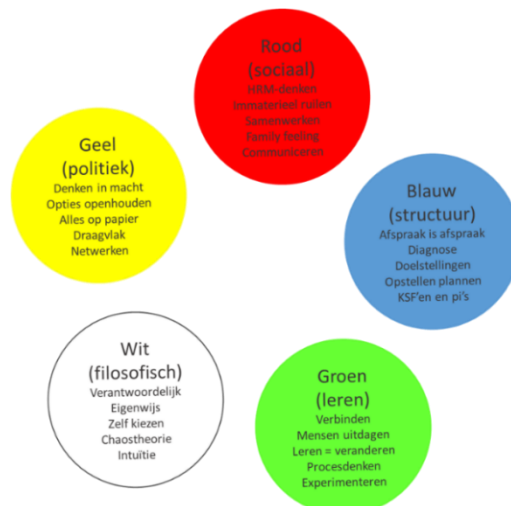 Rood
(sociaal)
HRM-denken
Immaterieel ruilen
Samenwerken
Family feeling
Communiceren
Geel
(politiek)
Denken in macht
Opties openhouden
Alles op papier
Draagvlak
Netwerken
Blauw
(structuur)
Afspraak is afspraak
Diagnose
Doelstellingen
Opstellen plannen
KSF'en en pi's
Wit
(filosofisch)
Verantwoordelijk
Eigenwijs
Zelf kiezen
Chaostheorie
Intuïtie
Groen
(leren)
Verbinden
Mensen uitdagen
Leren = veranderen
Procesdenken
Experimenteren